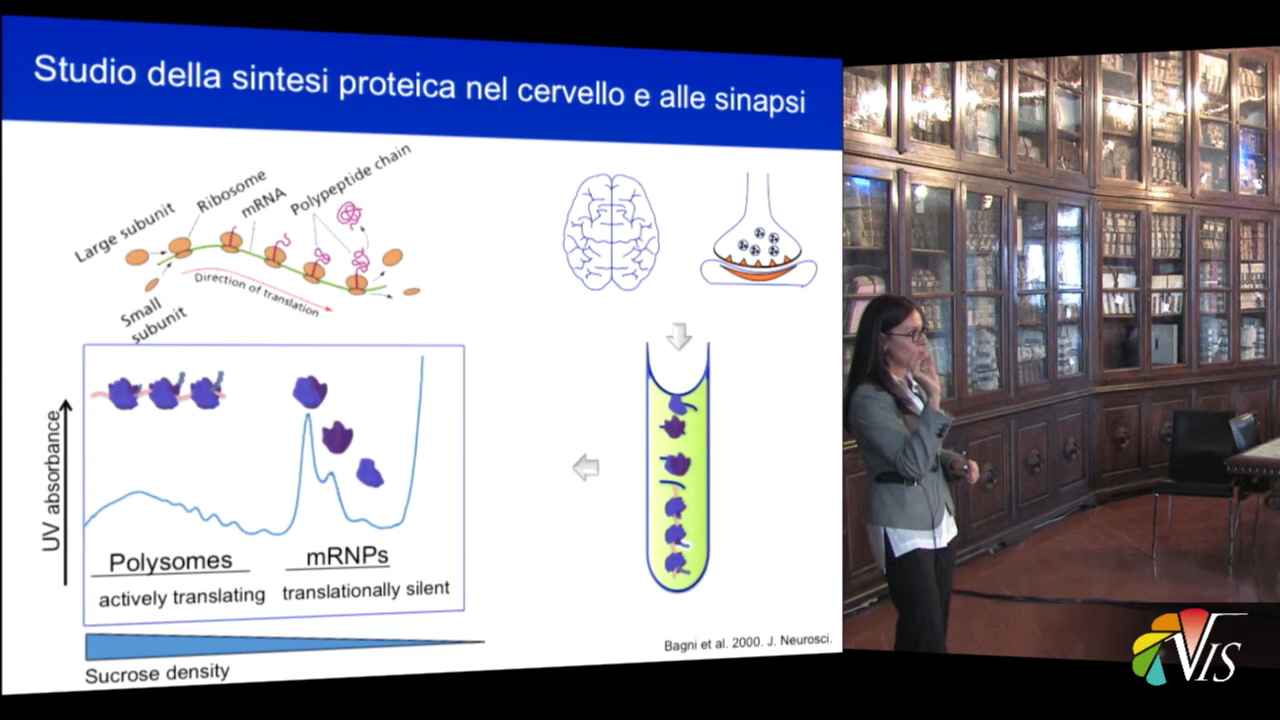 Studio della sintesi proteica nel cervello e alle sinapsi
Large subunit
Ribosome
mRNA
Polypeptide chain
Direction of translation
Small
subunit
UV absorbance
Polysomes
mRNPs
actively translating
translationally silent
Sucrose density
Bagni et al. 2000. J. Neurosci.
VIS